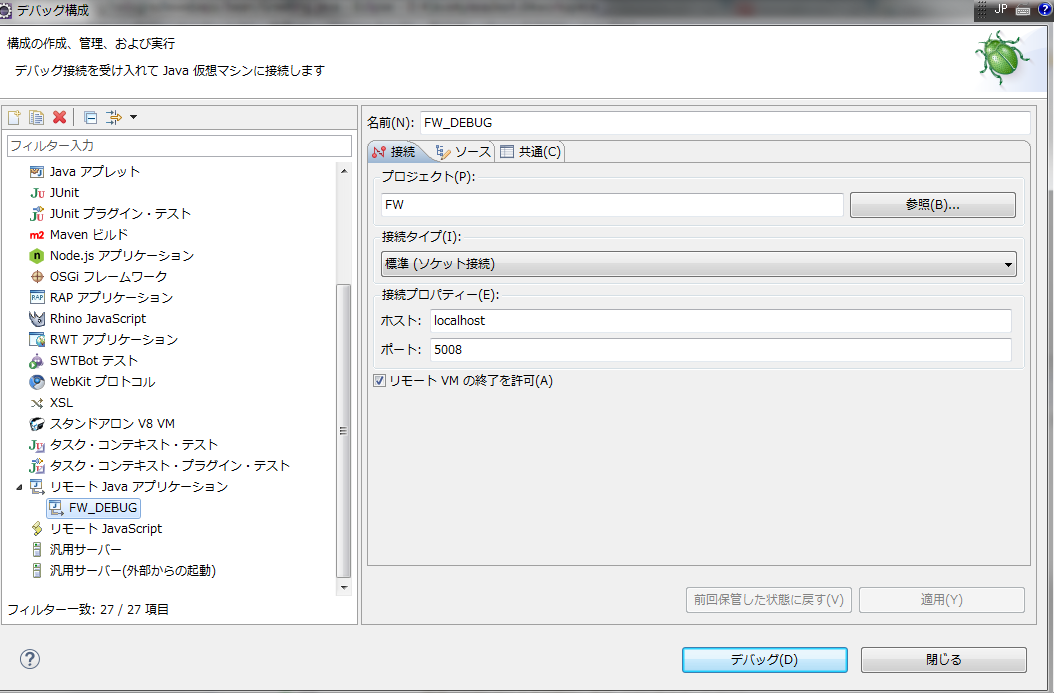 デバッグ構成
JP
構成の作成、管理、および実行
デバッグ接続を受け入れて Java 仮想マシンに接続します
フィルター入力
Java アプレット
JUnit
JUnit プラグイン・テスト
Maven ビルド
Node.js アプリケーション
OSGi フレームワーク
RAP アプリケーション
Rhino JavaScript
RWT アプリケーション
SWTBot テスト
WebKit プロトコル
XSL
スタンドアロン V8 VM
タスク・コンテキスト・テスト
タスク・コンテキスト・プラグイン・テスト
リモート Java アプリケーション
FW_DEBUG
リモート JavaScript
汎用サーバー
汎用サーバー(外部からの起動)
フィルター一致: 27 / 27 項目
名前(N): FW_DEBUG
接続 ソース 共通(C)
プロジェクト(P):
FW 参照(B)...
接続タイプ(I):
標準 (ソケット接続)
接続プロパティー(E):
ホスト: localhost
ポート: 5008
リモート VM の終了を許可(A)
前回保管した状態に戻す(V) 適用(Y)
デバッグ(D) 閉じる